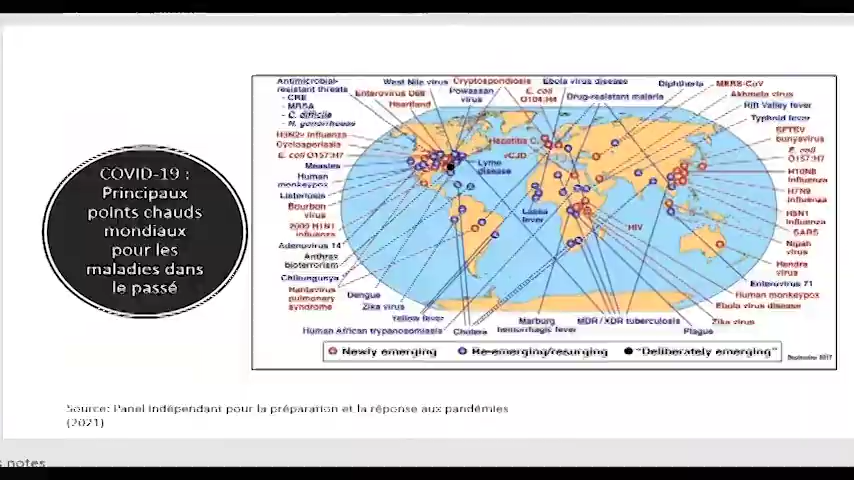 COVID-19 :
Principaux
points chauds
mondiaux
pour les
maladies dans
le passé
Antimicrobial-
resistant threats
- CRE
- MRSA
- C. difficile
- N. gonorrhoeae
H3N2v influenza
Cyclosporiasis
E. coli O157:H7
Measles
Human
monkeypox
Listeriosis
Bourbon
virus
2009 H1N1
influenza
Adenovirus 14
Anthrax
bioterrorism
Chikungunya
Hantavirus
pulmonary
syndrome
Enterovirus D68
Heartland
West Nile virus
Powassan
virus
Cryptosporidiosis
E. coli
O104:H4
Ebola virus disease
Drug-resistant malaria
Diphtheria
MERS-CoV
Akhmeta virus
Rift Valley fever
Typhoid fever
SFTSV
bunyavirus
E. coli
O157:H7
H10N8
influenza
H7N9
influenza
H5N1
influenza
SARS
Nipah
virus
Hendra
virus
Enterovirus 71
Human monkeypox
Ebola virus disease
Zika virus
Plague
Hepatitis C
vCJD
Lyme
disease
Lassa
fever
HIV
Dengue
Zika virus
Yellow fever
Human African trypanosomiasis
Cholera
Marburg
hemorrhagic fever
MDR/XDR tuberculosis
Newly emerging
Re-emerging/resurging
"Deliberately emerging"
September 2017
Source: Panel indépendant pour la préparation et la réponse aux pandémies
(2021)
notes